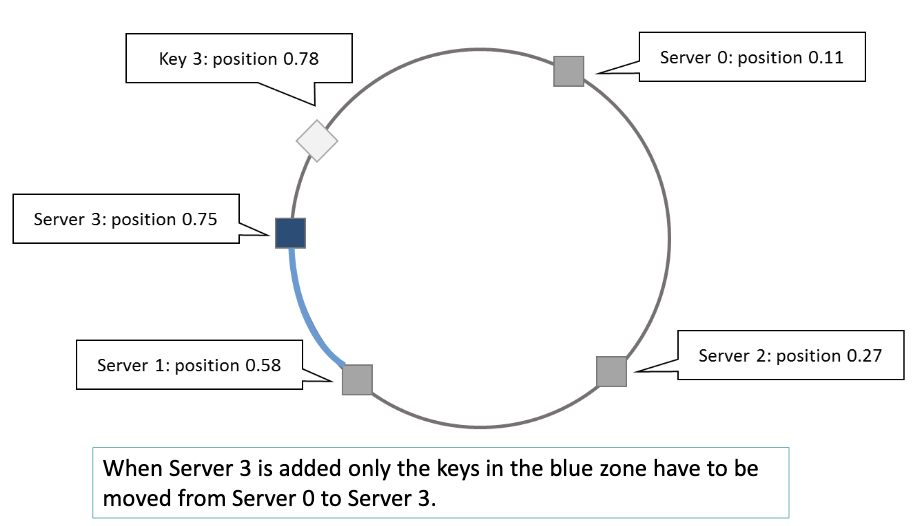 Key 3: position 0.78
Server 0: position 0.11
Server 3: position 0.75
Server 1: position 0.58
Server 2: position 0.27
When Server 3 is added only the keys in the blue zone have to be
moved from Server 0 to Server 3.